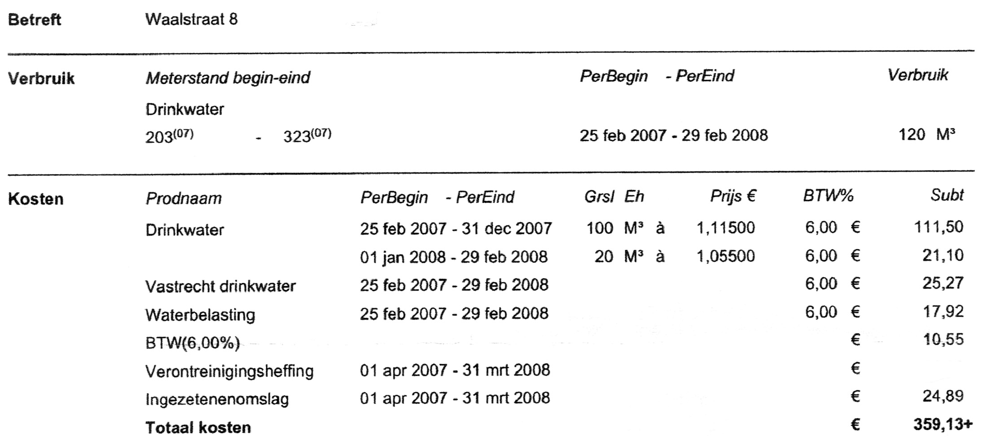 Betreft Waalstraat 8
Verbruik Meterstand begin-eind PerBegin - PerEind Verbruik
Drinkwater
203(07) - 323(07) 25 feb 2007 - 29 feb 2008 120 M³
Kosten Prodnaam PerBegin - PerEind Grsl Eh Prijs € BTW% Subt
Drinkwater 25 feb 2007 - 31 dec 2007 100 M³ à 1,11500 6,00 € 111,50
01 jan 2008 - 29 feb 2008 20 M³ à 1,05500 6,00 € 21,10
Vastrecht drinkwater 25 feb 2007 - 29 feb 2008 6,00 € 25,27
Waterbelasting 25 feb 2007 - 29 feb 2008 6,00 € 17,92
BTW(6,00%) € 10,55
Verontreinigingsheffing 01 apr 2007 - 31 mrt 2008 €
Ingezetenenomslag 01 apr 2007 - 31 mrt 2008 € 24,89
Totaal kosten € 359,13+